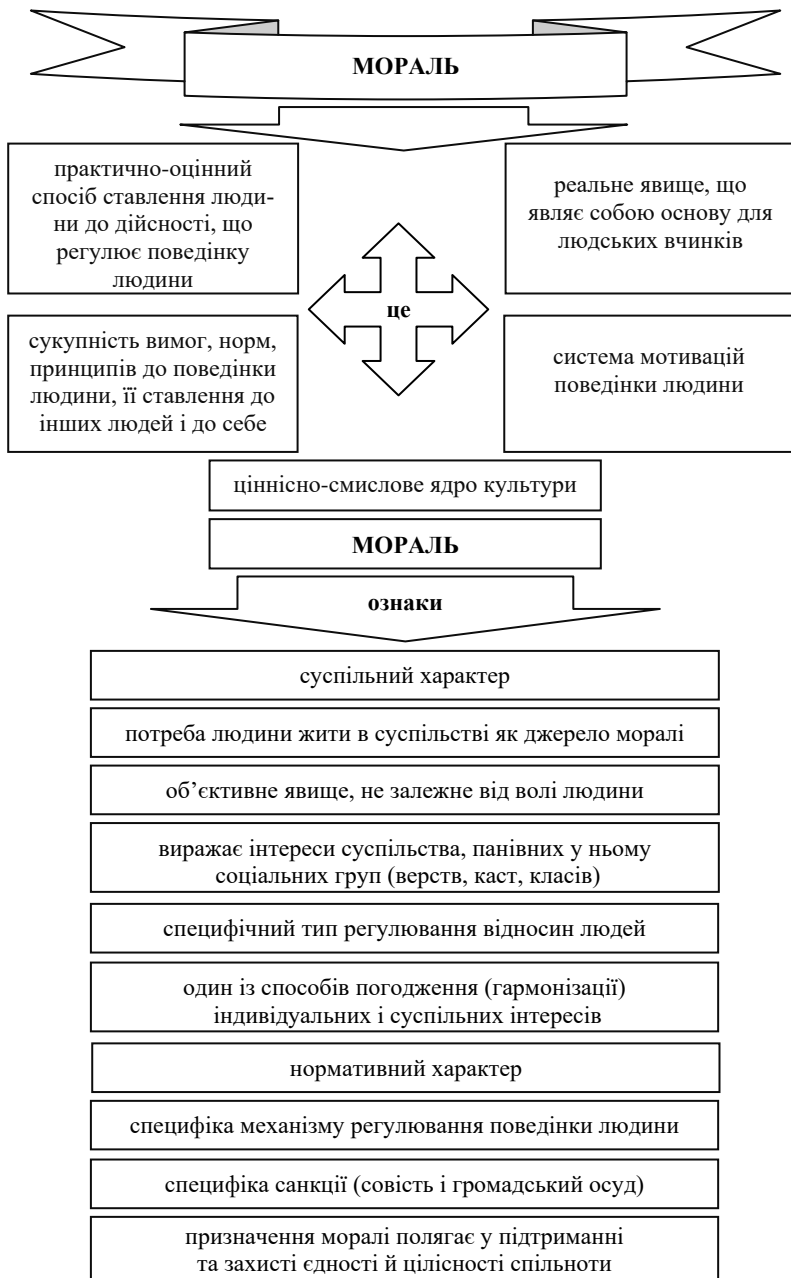 МОРАЛЬ
практично-оцінний
спосіб ставлення люди-
ни до дійсності, що
регулює поведінку
людини
реальне явище, що
являє собою основу для
людських вчинків
це
сукупність вимог, норм,
принципів до поведінки
людини, її ставлення до
інших людей і до себе
система мотивацій
поведінки людини
ціннісно-смислове ядро культури
МОРАЛЬ
ознаки
суспільний характер
потреба людини жити в суспільстві як джерело моралі
об’єктивне явище, не залежне від волі людини
виражає інтереси суспільства, панівних у ньому
соціальних груп (верств, каст, класів)
специфічний тип регулювання відносин людей
один із способів погодження (гармонізації)
індивідуальних і суспільних інтересів
нормативний характер
специфіка механізму регулювання поведінки людини
специфіка санкції (совість і громадський осуд)
призначення моралі полягає у підтриманні
та захисті єдності й цілісності спільноти